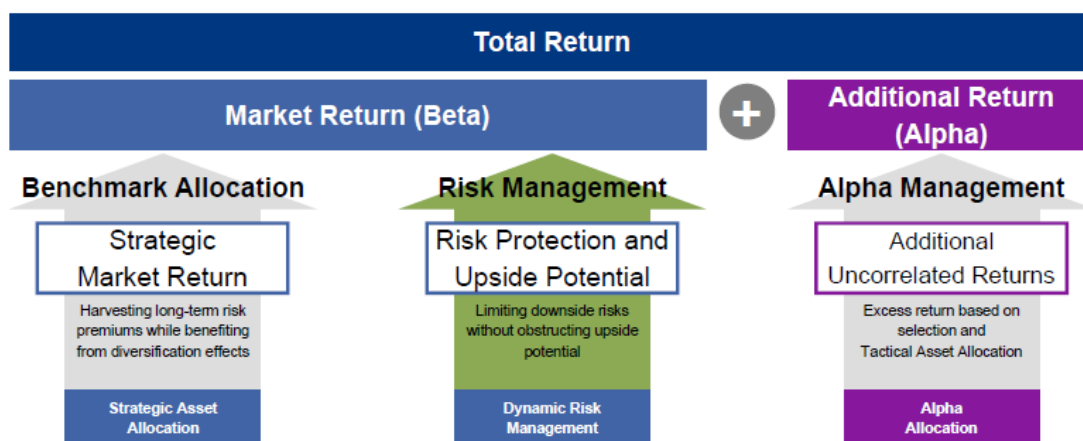 Total Return
Market Return (Beta)
+
Additional Return
(Alpha)
Benchmark Allocation
Strategic
Market Return
Harvesting long-term risk
premiums while benefiting
from diversification effects
Strategic Asset
Allocation
Risk Management
Risk Protection and
Upside Potential
Limiting downside risks
without obstructing upside
potential
Dynamic Risk
Management
Alpha Management
Additional
Uncorrelated Returns
Excess return based on
selection and
Tactical Asset Allocation
Alpha
Allocation